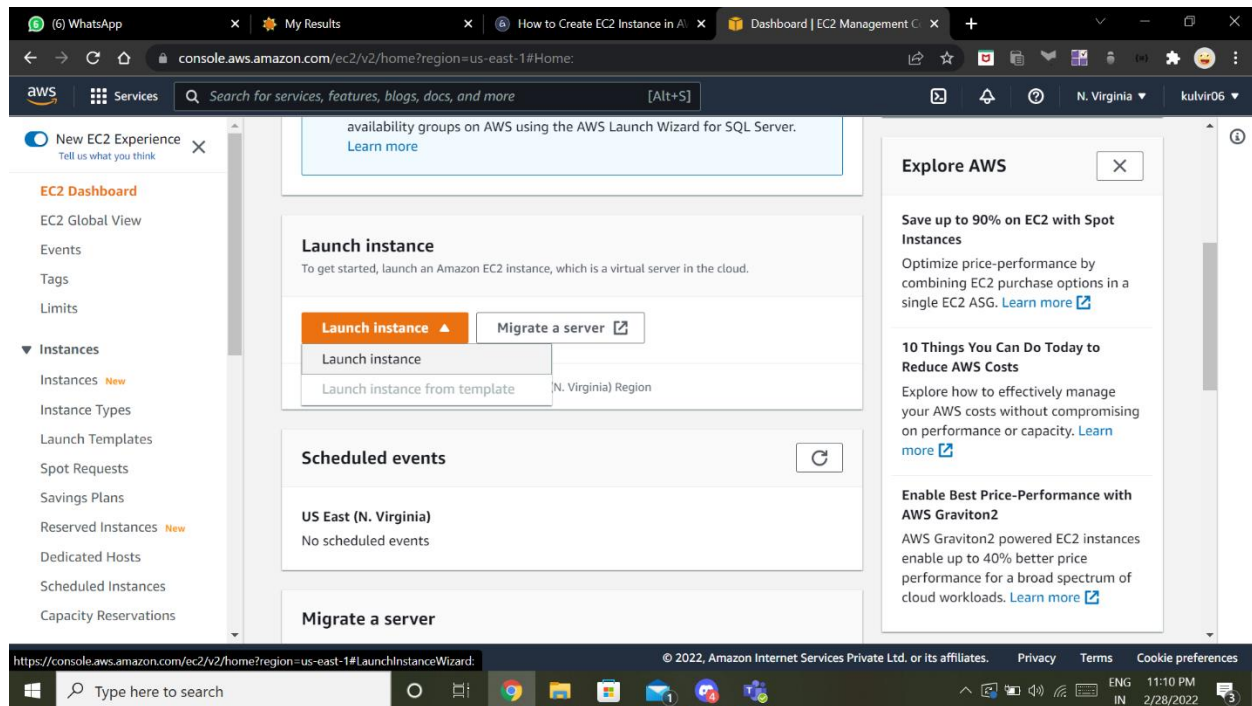 (6) WhatsApp
My Results
How to Create EC2 Instance in A
Dashboard | EC2 Management C
console.aws.amazon.com/ec2/v2/home?region=us-east-1#Home:
aws
Services
Search for services, features, blogs, docs, and more
[Alt+S]
N. Virginia
kulvir06
New EC2 Experience
Tell us what you think
EC2 Dashboard
EC2 Global View
Events
Tags
Limits
Instances
Instances New
Instance Types
Launch Templates
Spot Requests
Savings Plans
Reserved Instances New
Dedicated Hosts
Scheduled Instances
Capacity Reservations
availability groups on AWS using the AWS Launch Wizard for SQL Server.
Learn more
Launch instance
To get started, launch an Amazon EC2 instance, which is a virtual server in the cloud.
Launch instance
Migrate a server
Launch instance
Launch instance from template
(N. Virginia) Region
Scheduled events
US East (N. Virginia)
No scheduled events
Migrate a server
Explore AWS
Save up to 90% on EC2 with Spot
Instances
Optimize price-performance by
combining EC2 purchase options in a
single EC2 ASG. Learn more
10 Things You Can Do Today to
Reduce AWS Costs
Explore how to effectively manage
your AWS costs without compromising
on performance or capacity. Learn
more
Enable Best Price-Performance with
AWS Graviton2
AWS Graviton2 powered EC2 instances
enable up to 40% better price
performance for a broad spectrum of
cloud workloads. Learn more
https://console.aws.amazon.com/ec2/v2/home?region=us-east-1#LaunchInstanceWizard:
© 2022, Amazon Internet Services Private Ltd. or its affiliates.
Privacy
Terms
Cookie preferences
Type here to search
ENG
IN
11:10 PM
2/28/2022